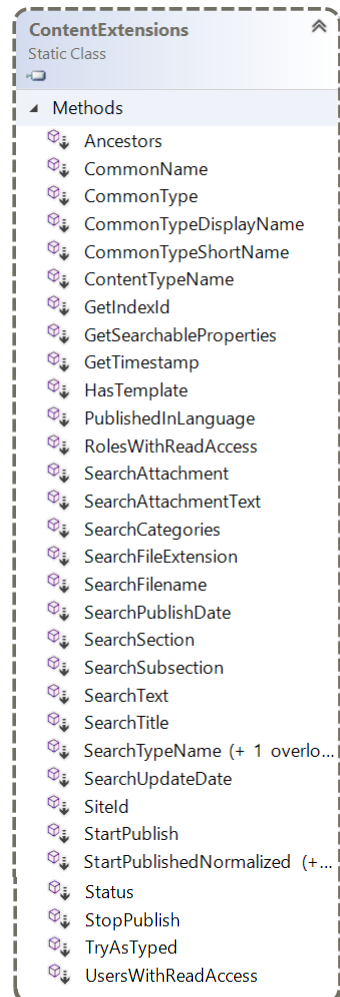 ContentExtensions
Static Class
Methods
Ancestors
CommonName
CommonType
CommonTypeDisplayName
CommonTypeShortName
ContentTypeName
GetIndexId
GetSearchableProperties
GetTimestamp
HasTemplate
PublishedInLanguage
RolesWithReadAccess
SearchAttachment
SearchAttachmentText
SearchCategories
SearchFileExtension
SearchFilename
SearchPublishDate
SearchSection
SearchSubsection
SearchText
SearchTitle
SearchTypeName (+ 1 overlo...
SearchUpdateDate
SiteId
StartPublish
StartPublishedNormalized (+...
Status
StopPublish
TryAsTyped
UsersWithReadAccess